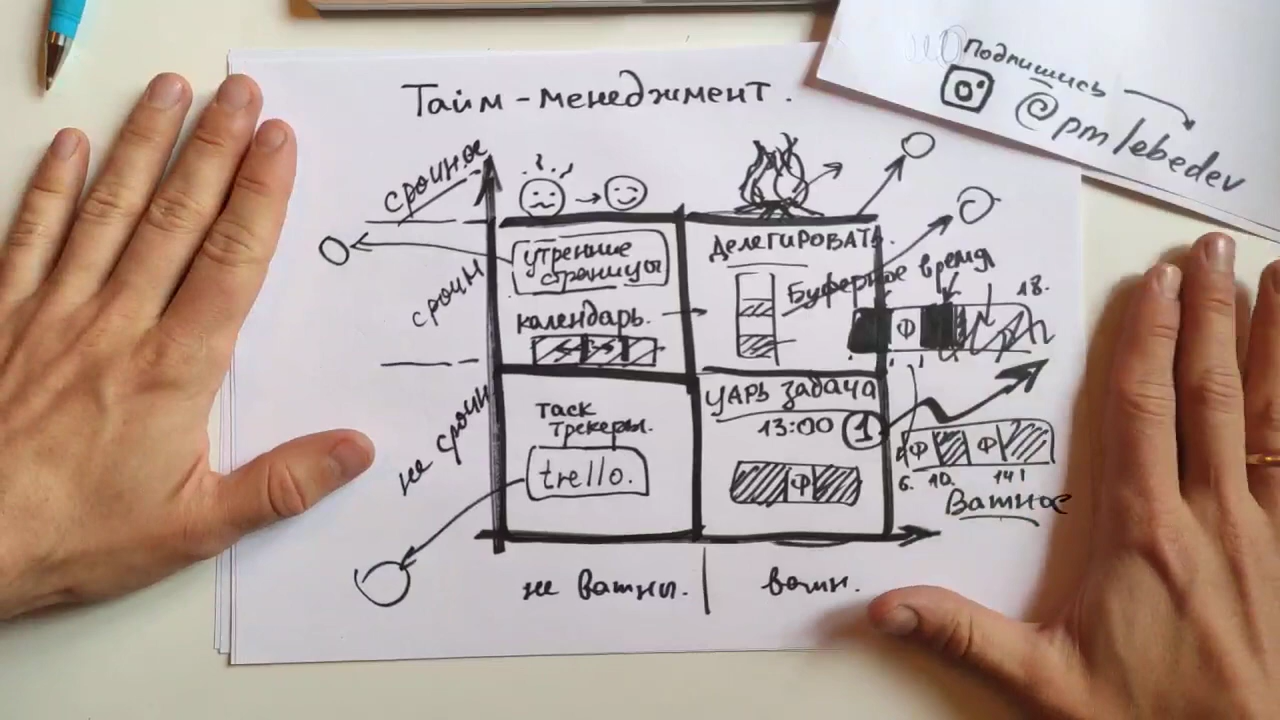 Тайм-менеджмент.
Подпишись
@pmlebedev
срочное
срочн
не срочн
утренние
страницы
календарь.
Делегировать.
Буферное время
18.
Ф
таск
трекеры.
trello.
царь задача
13:00
1
Ф
Ф Ф
6. 10. 14
Важное
не важны.
важн.